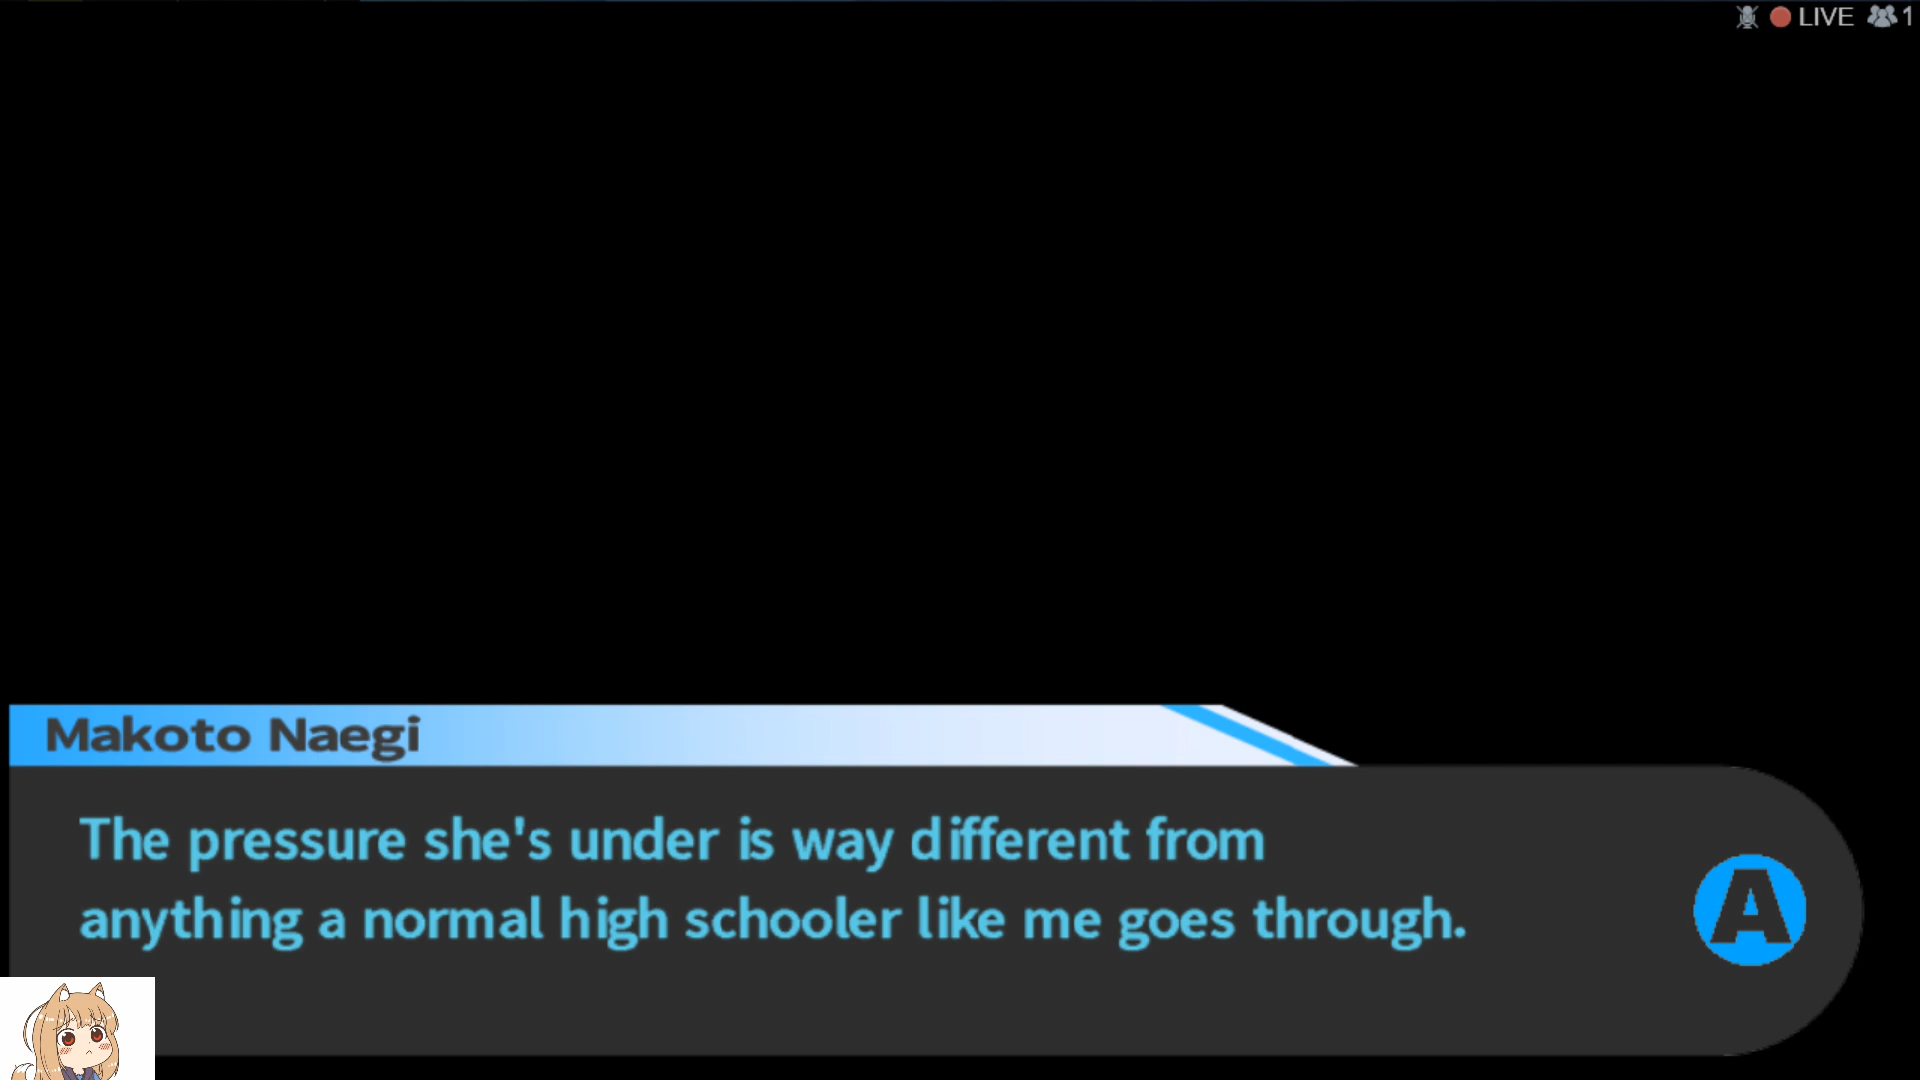 LIVE 1
Makoto Naegi
The pressure she's under is way different from
anything a normal high schooler like me goes through.
A